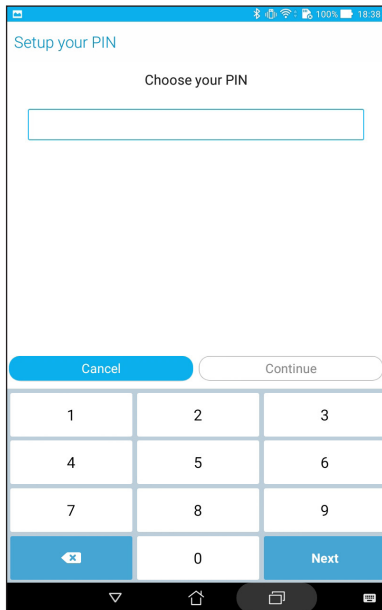 100% 18:38
Setup your PIN
Choose your PIN
Cancel Continue
1 2 3
4 5 6
7 8 9
0 Next